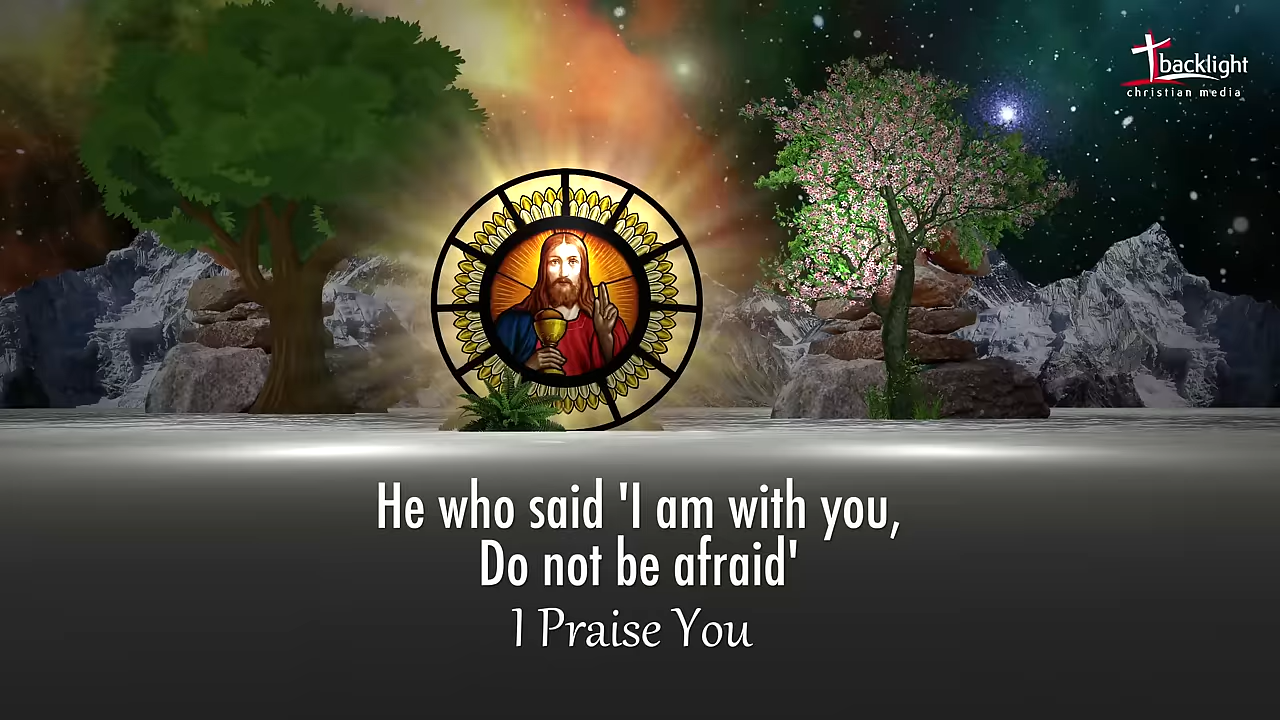 backlight
christian media
He who said 'I am with you,
Do not be afraid'
I Praise You